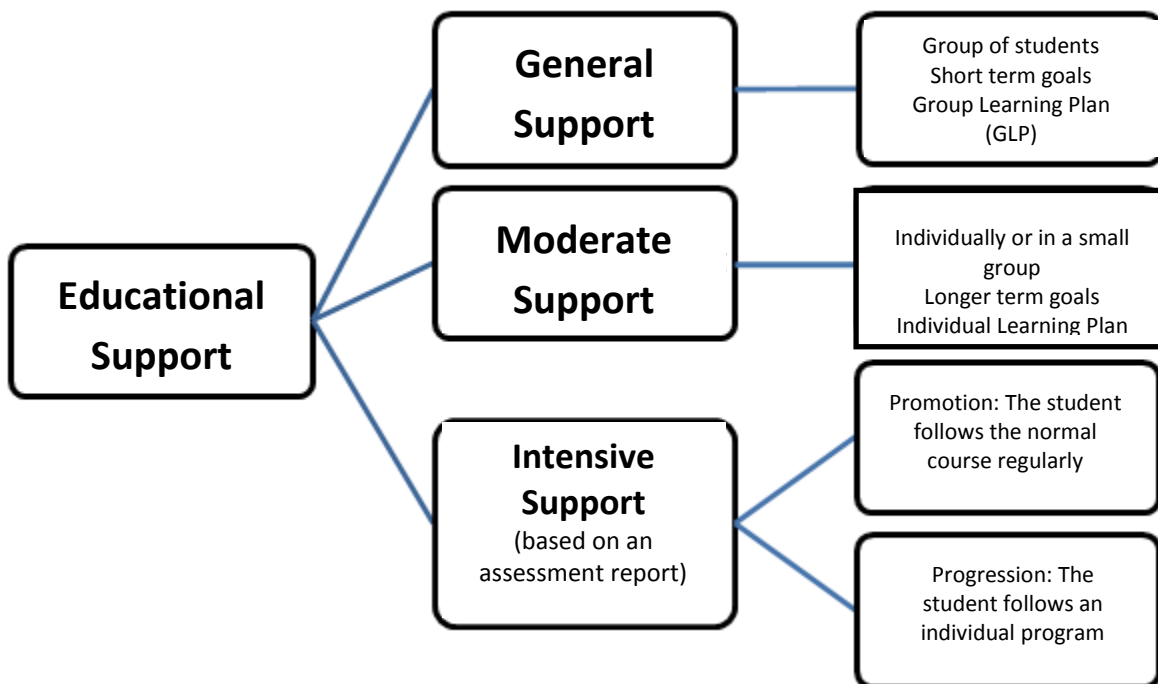 Educational
Support
General
Support
Group of students
Short term goals
Group Learning Plan
(GLP)
Moderate
Support
Individually or in a small
group
Longer term goals
Individual Learning Plan
Intensive
Support
(based on an
assessment report)
Promotion: The student
follows the normal
course regularly
Progression: The
student follows an
individual program